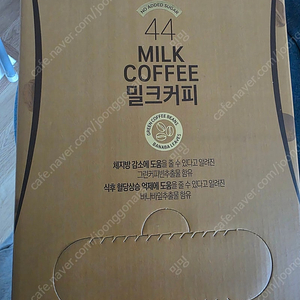 NO ADDED SUGAR
44
MILK
COFFEE
밀크커피
GREEN COFFEE BEANS
BANABA LEAVES
체지방 감소에 도움을 줄 수 있다고 알려진
그린커피빈추출물 함유
식후 혈당상승 억제에 도움을 줄 수 있다고 알려진
바나바잎추출물 함유